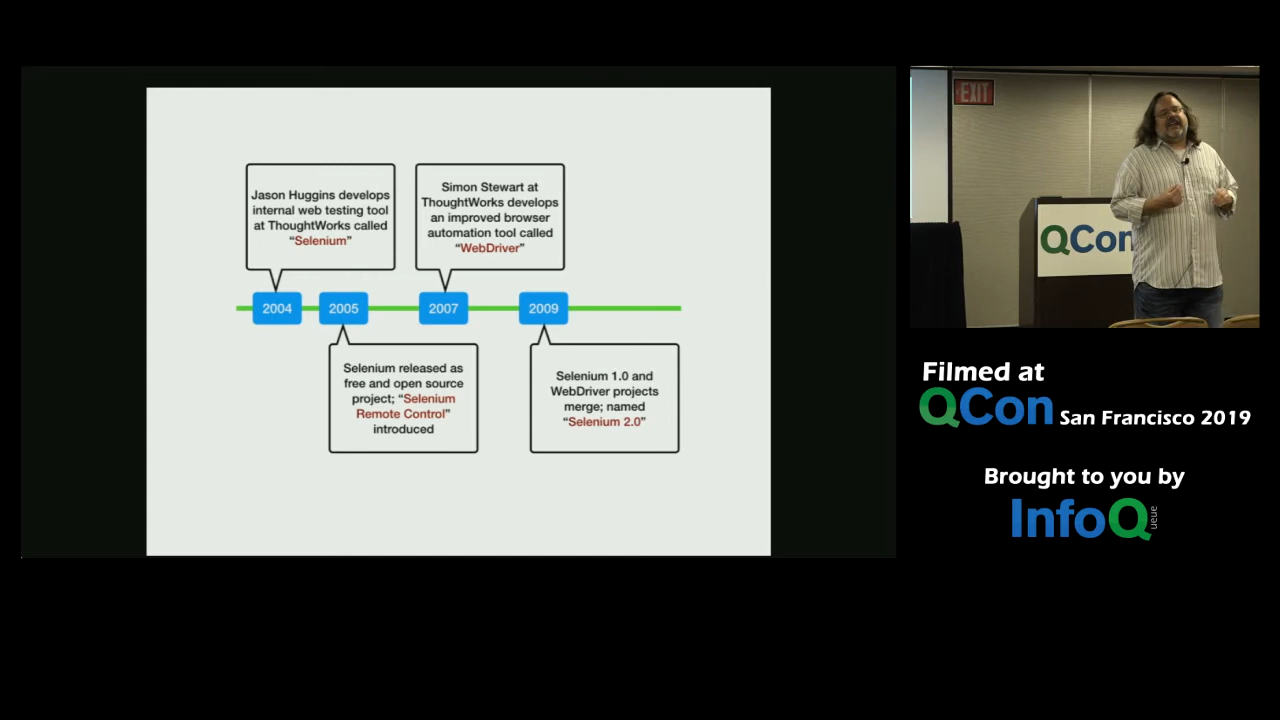 Jason Huggins develops
internal web testing tool
at ThoughtWorks called
“Selenium”
Simon Stewart at
ThoughtWorks develops
an improved browser
automation tool called
“WebDriver”
2004
2005
2007
2009
Selenium released as
free and open source
project; “Selenium
Remote Control”
introduced
Selenium 1.0 and
WebDriver projects
merge; named
“Selenium 2.0”
EXIT
QCon
Filmed at
QCon San Francisco 2019
Brought to you by
InfoQ
ueue